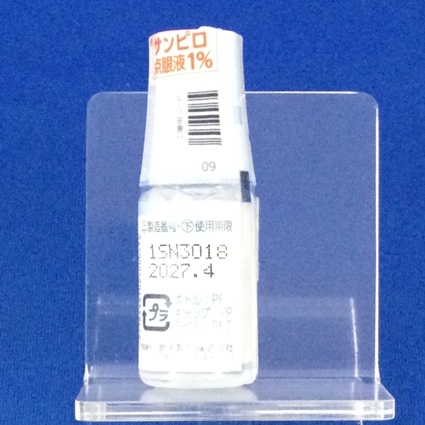 サンピロ
点眼液1%
09
製造番号・使用期限
1SN3018
2027.4
プラ
ボトル:PE
キャップ:PP